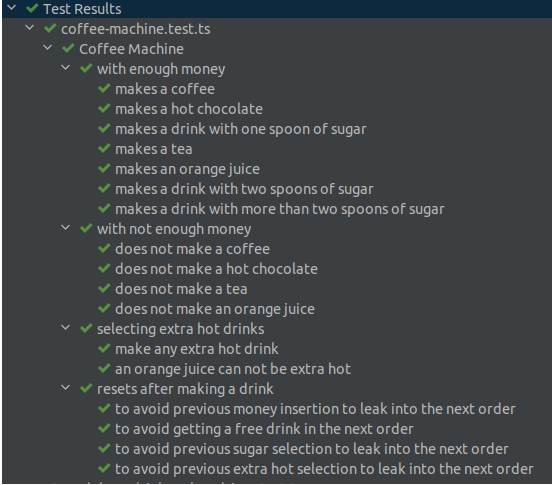 Test Results
coffee-machine.test.ts
Coffee Machine
with enough money
makes a coffee
makes a hot chocolate
makes a drink with one spoon of sugar
makes a tea
makes an orange juice
makes a drink with two spoons of sugar
makes a drink with more than two spoons of sugar
with not enough money
does not make a coffee
does not make a hot chocolate
does not make a tea
does not make an orange juice
selecting extra hot drinks
make any extra hot drink
an orange juice can not be extra hot
resets after making a drink
to avoid previous money insertion to leak into the next order
to avoid getting a free drink in the next order
to avoid previous sugar selection to leak into the next order
to avoid previous extra hot selection to leak into the next order